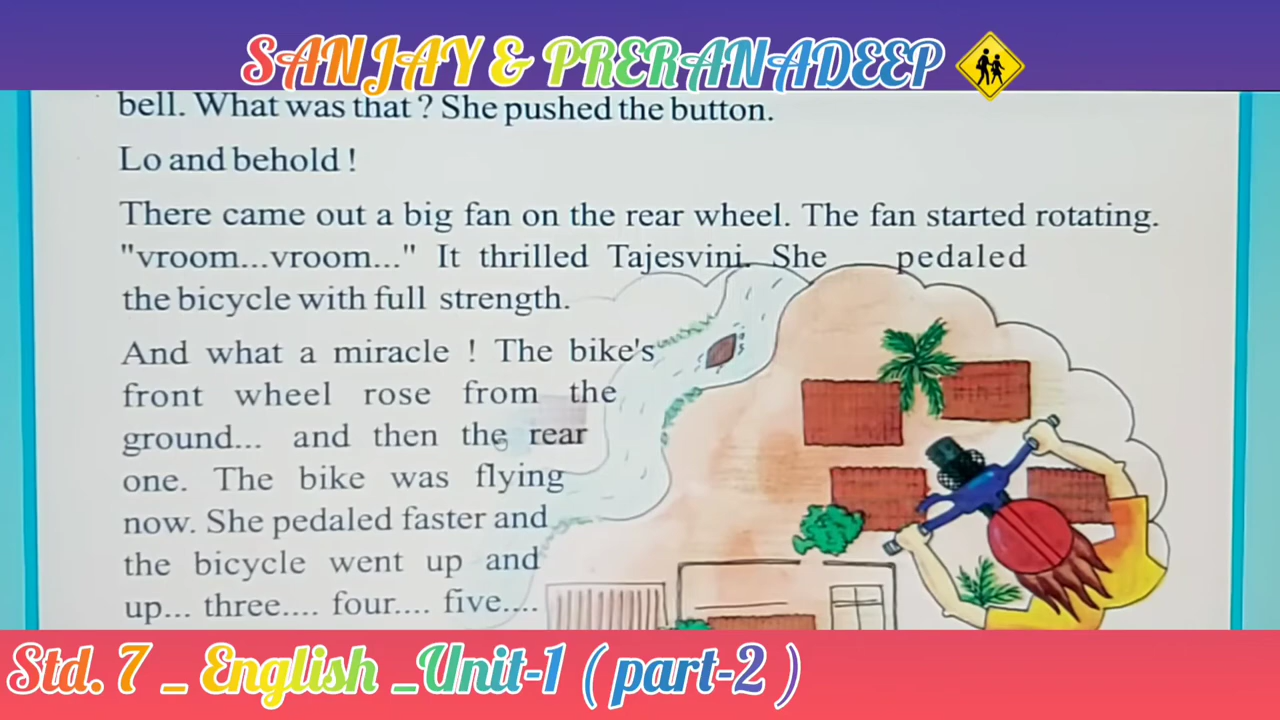 SANJAY & PRERANADEEP
bell. What was that ? She pushed the button.
Lo and behold !
There came out a big fan on the rear wheel. The fan started rotating.
"vroom...vroom..." It thrilled Tajesvini. She pedaled
the bicycle with full strength.
And what a miracle ! The bike's
front wheel rose from the
ground... and then the rear
one. The bike was flying
now. She pedaled faster and
the bicycle went up and
up... three.... four.... five....
Std. 7 _ English _Unit-1 ( part-2 )